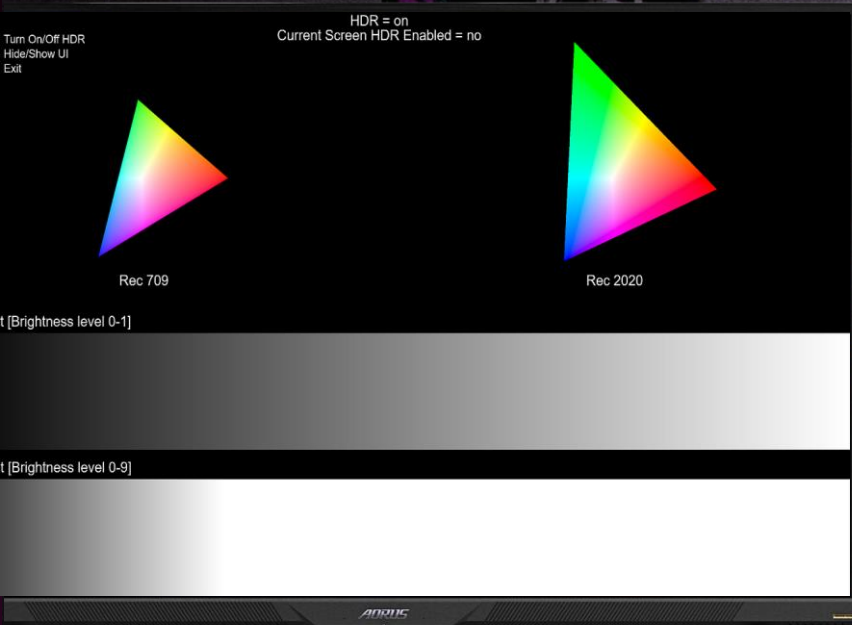 HDR = on
Current Screen HDR Enabled = no
Turn On/Off HDR
Hide/Show UI
Exit
Rec 709
Rec 2020
t [Brightness level 0-1]
t [Brightness level 0-9]
AORUS